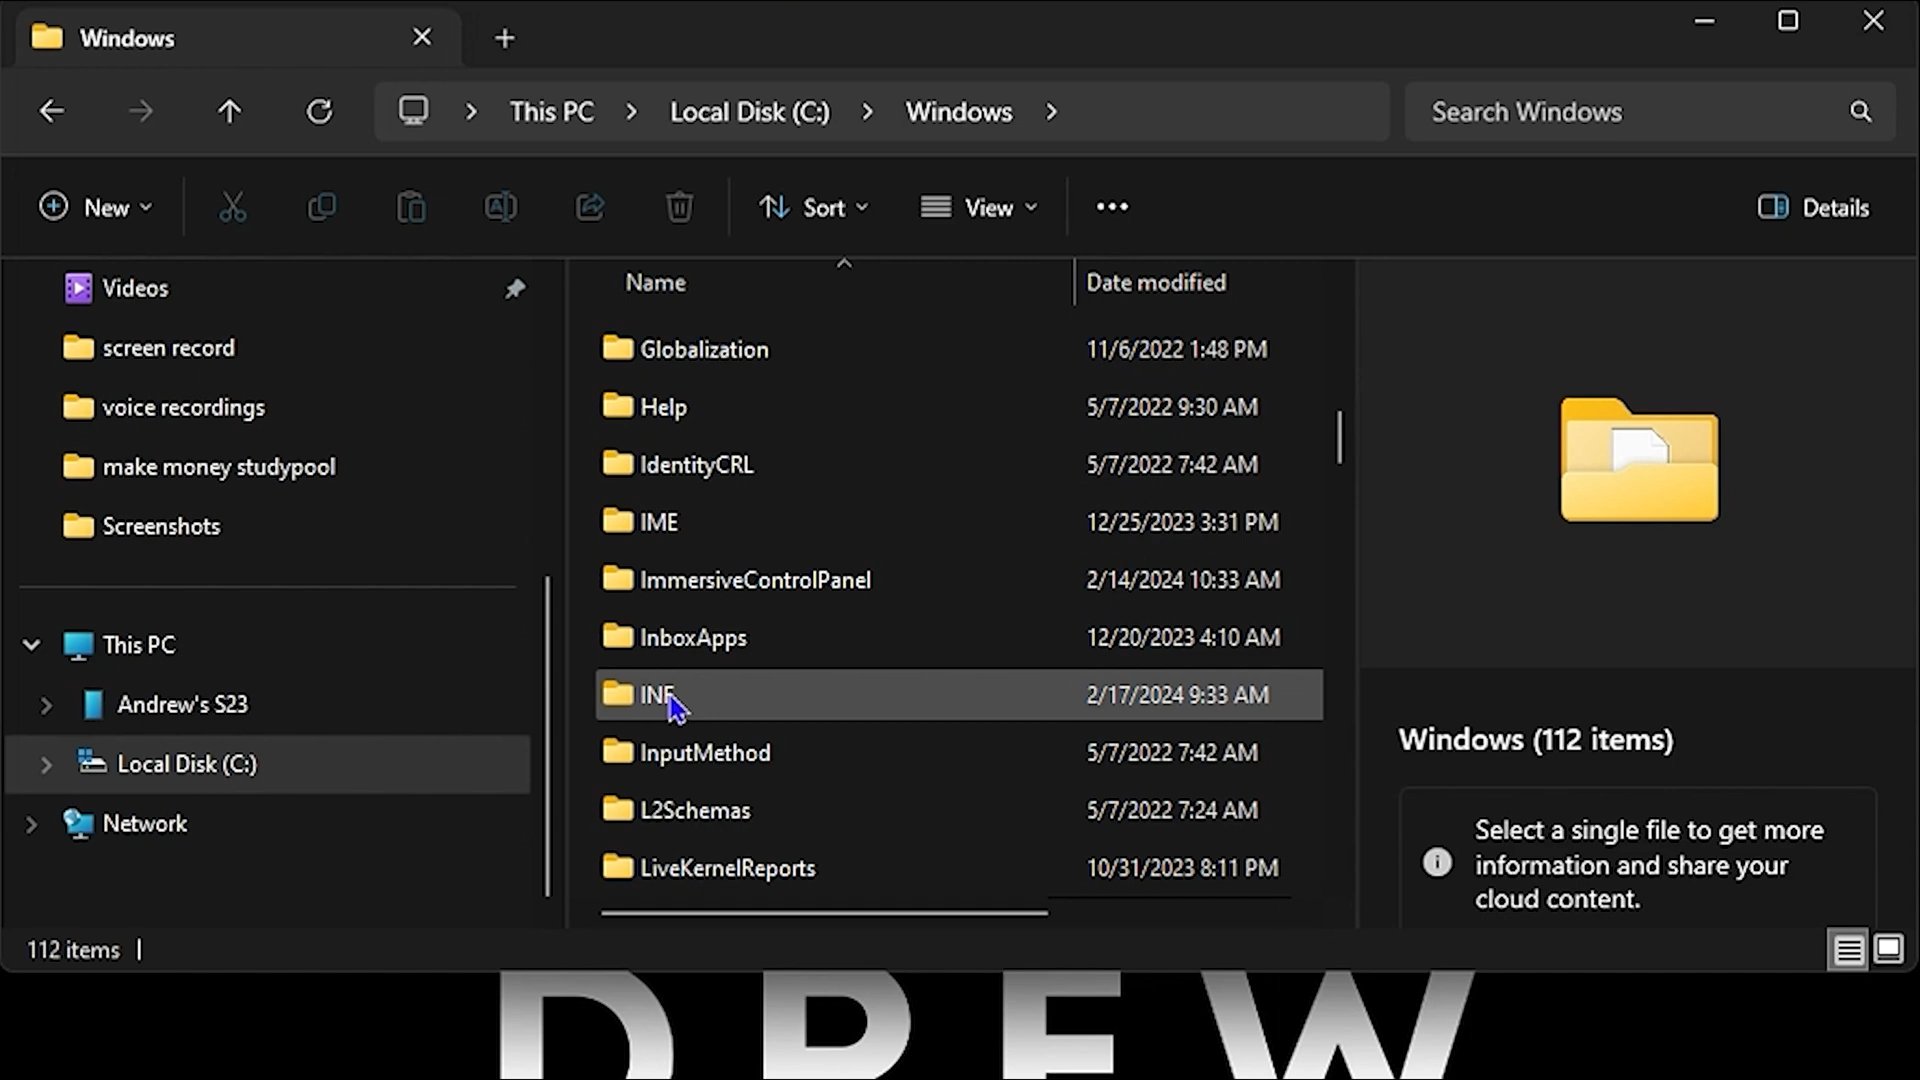 Windows
This PC > Local Disk (C:) > Windows >
Search Windows
New
Sort
View
Details
Videos
screen record
voice recordings
make money studypool
Screenshots
This PC
Andrew's S23
Local Disk (C:)
Network
Name Date modified
Globalization 11/6/2022 1:48 PM
Help 5/7/2022 9:30 AM
IdentityCRL 5/7/2022 7:42 AM
IME 12/25/2023 3:31 PM
ImmersiveControlPanel 2/14/2024 10:33 AM
InboxApps 12/20/2023 4:10 AM
INF 2/17/2024 9:33 AM
InputMethod 5/7/2022 7:42 AM
L2Schemas 5/7/2022 7:24 AM
LiveKernelReports 10/31/2023 8:11 PM
Windows (112 items)
Select a single file to get more
information and share your
cloud content.
112 items
DREW